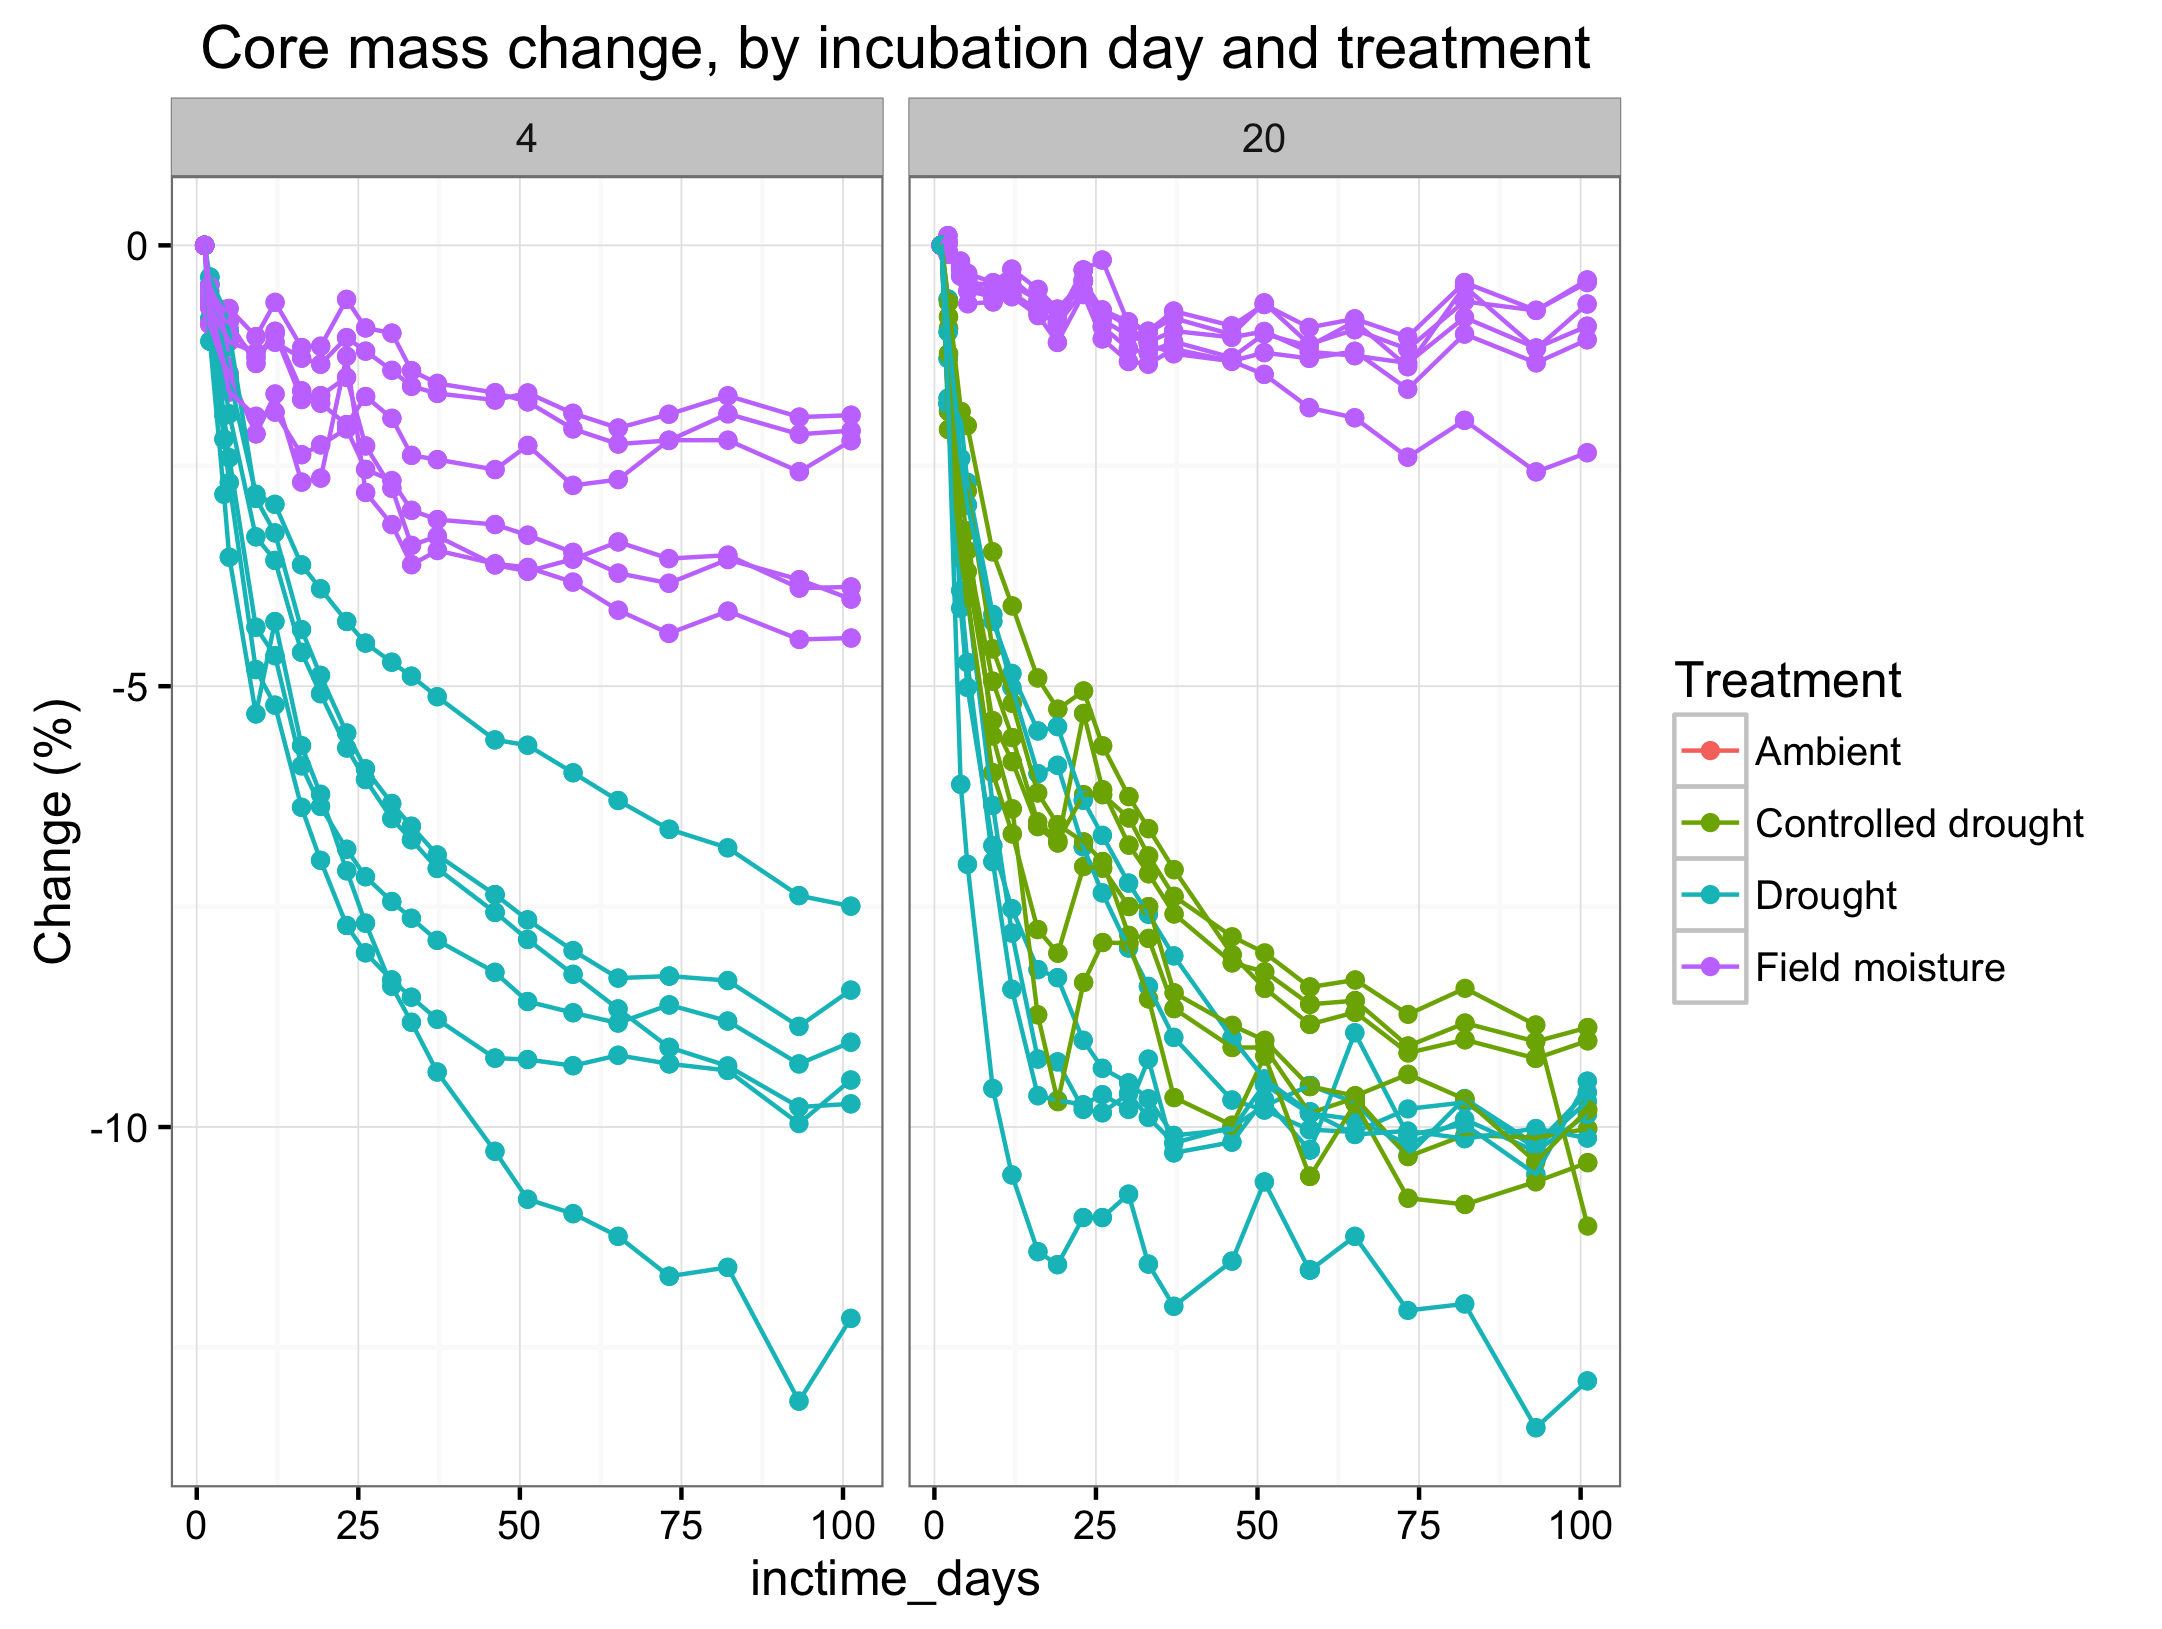 Core mass change, by incubation day and treatment
4
20
0
-5
-10
Change (%)
0 25 50 75 100
0 25 50 75 100
inctime_days
Treatment
Ambient
Controlled drought
Drought
Field moisture